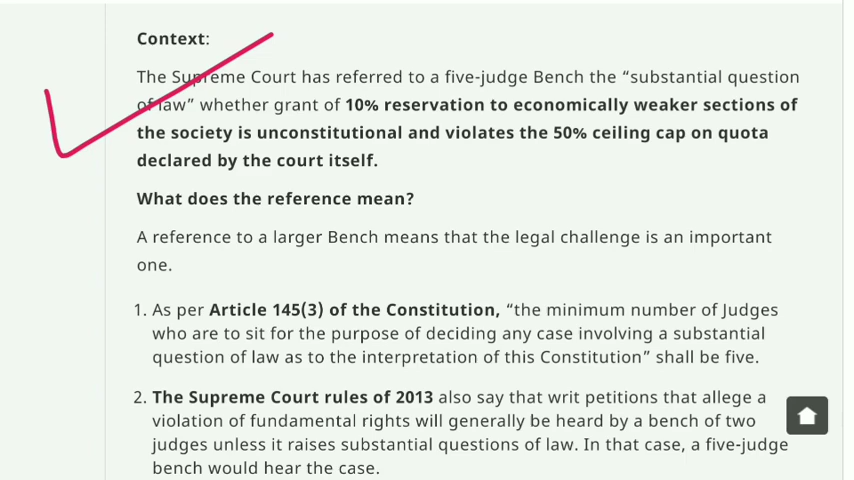 Context:
The Supreme Court has referred to a five-judge Bench the “substantial question
of law” whether grant of 10% reservation to economically weaker sections of
the society is unconstitutional and violates the 50% ceiling cap on quota
declared by the court itself.
What does the reference mean?
A reference to a larger Bench means that the legal challenge is an important
one.
1. As per Article 145(3) of the Constitution, “the minimum number of Judges
who are to sit for the purpose of deciding any case involving a substantial
question of law as to the interpretation of this Constitution” shall be five.
2. The Supreme Court rules of 2013 also say that writ petitions that allege a
violation of fundamental rights will generally be heard by a bench of two
judges unless it raises substantial questions of law. In that case, a five-judge
bench would hear the case.